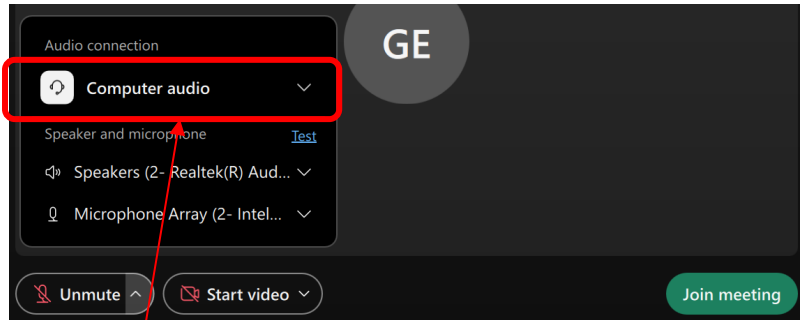 Audio connection
GE
Computer audio
Speaker and microphone Test
Speakers (2- Realtek(R) Aud...
Microphone Array (2- Intel...
Unmute Start video Join meeting